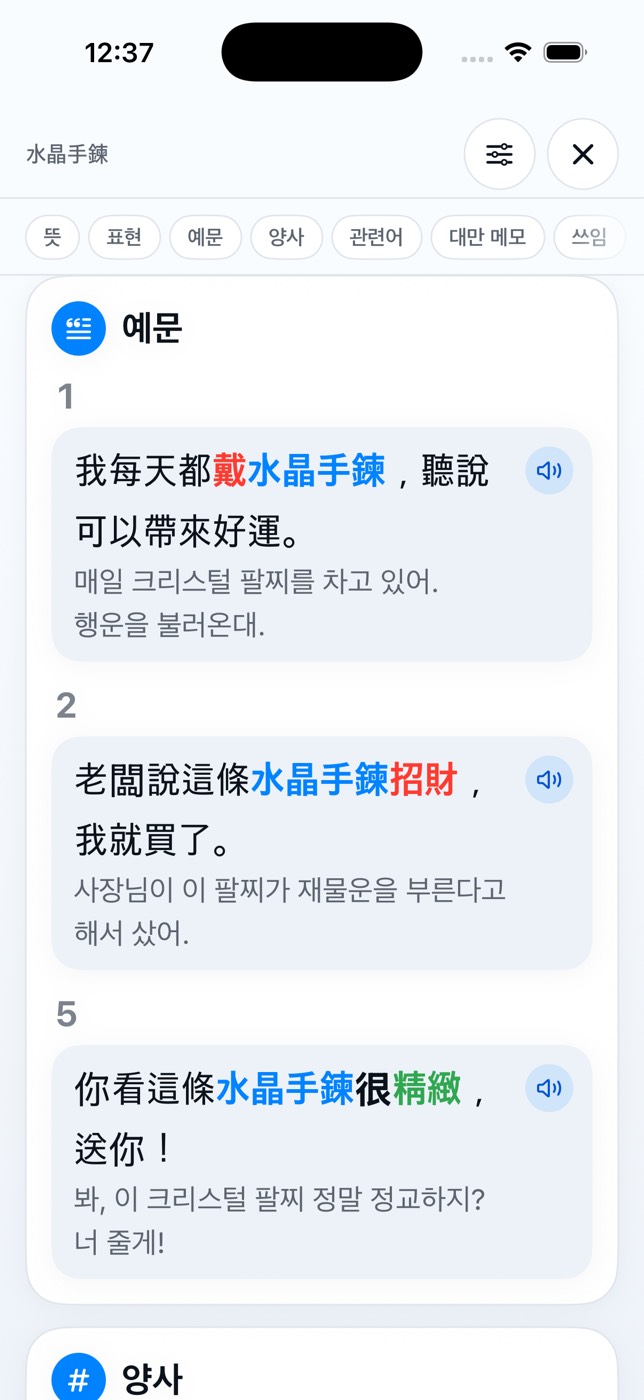 12:37
水晶手鍊
뜻 표현 예문 양사 관련어 대만 메모 쓰임
예문
1
我每天都戴水晶手鍊，聽說
可以帶來好運。
매일 크리스털 팔찌를 차고 있어.
행운을 불러온대.
2
老闆說這條水晶手鍊招財，
我就買了。
사장님이 이 팔찌가 재물운을 부른다고
해서 샀어.
5
你看這條水晶手鍊很精緻，
送你！
봐, 이 크리스털 팔찌 정말 정교하지?
너 줄게!
# 양사